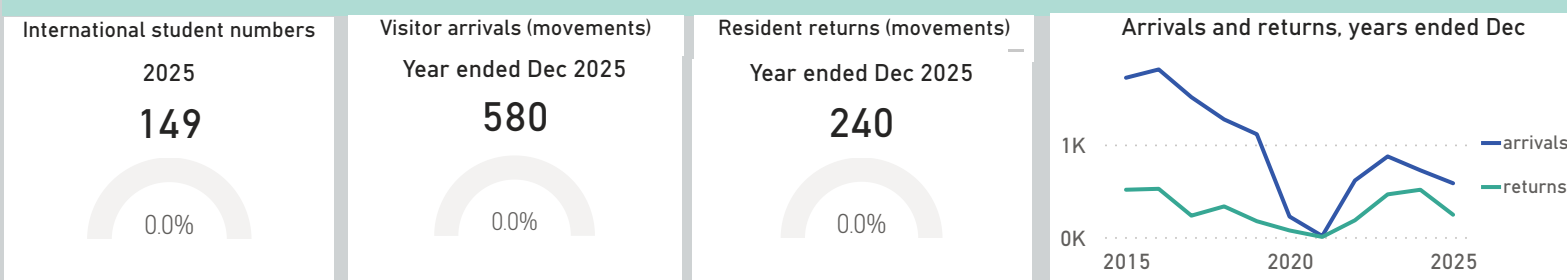 International student numbers
2025
149
0.0%
Visitor arrivals (movements)
Year ended Dec 2025
580
0.0%
Resident returns (movements)
Year ended Dec 2025
240
0.0%
Arrivals and returns, years ended Dec
1K
0K
2015
2020
2025
arrivals
returns